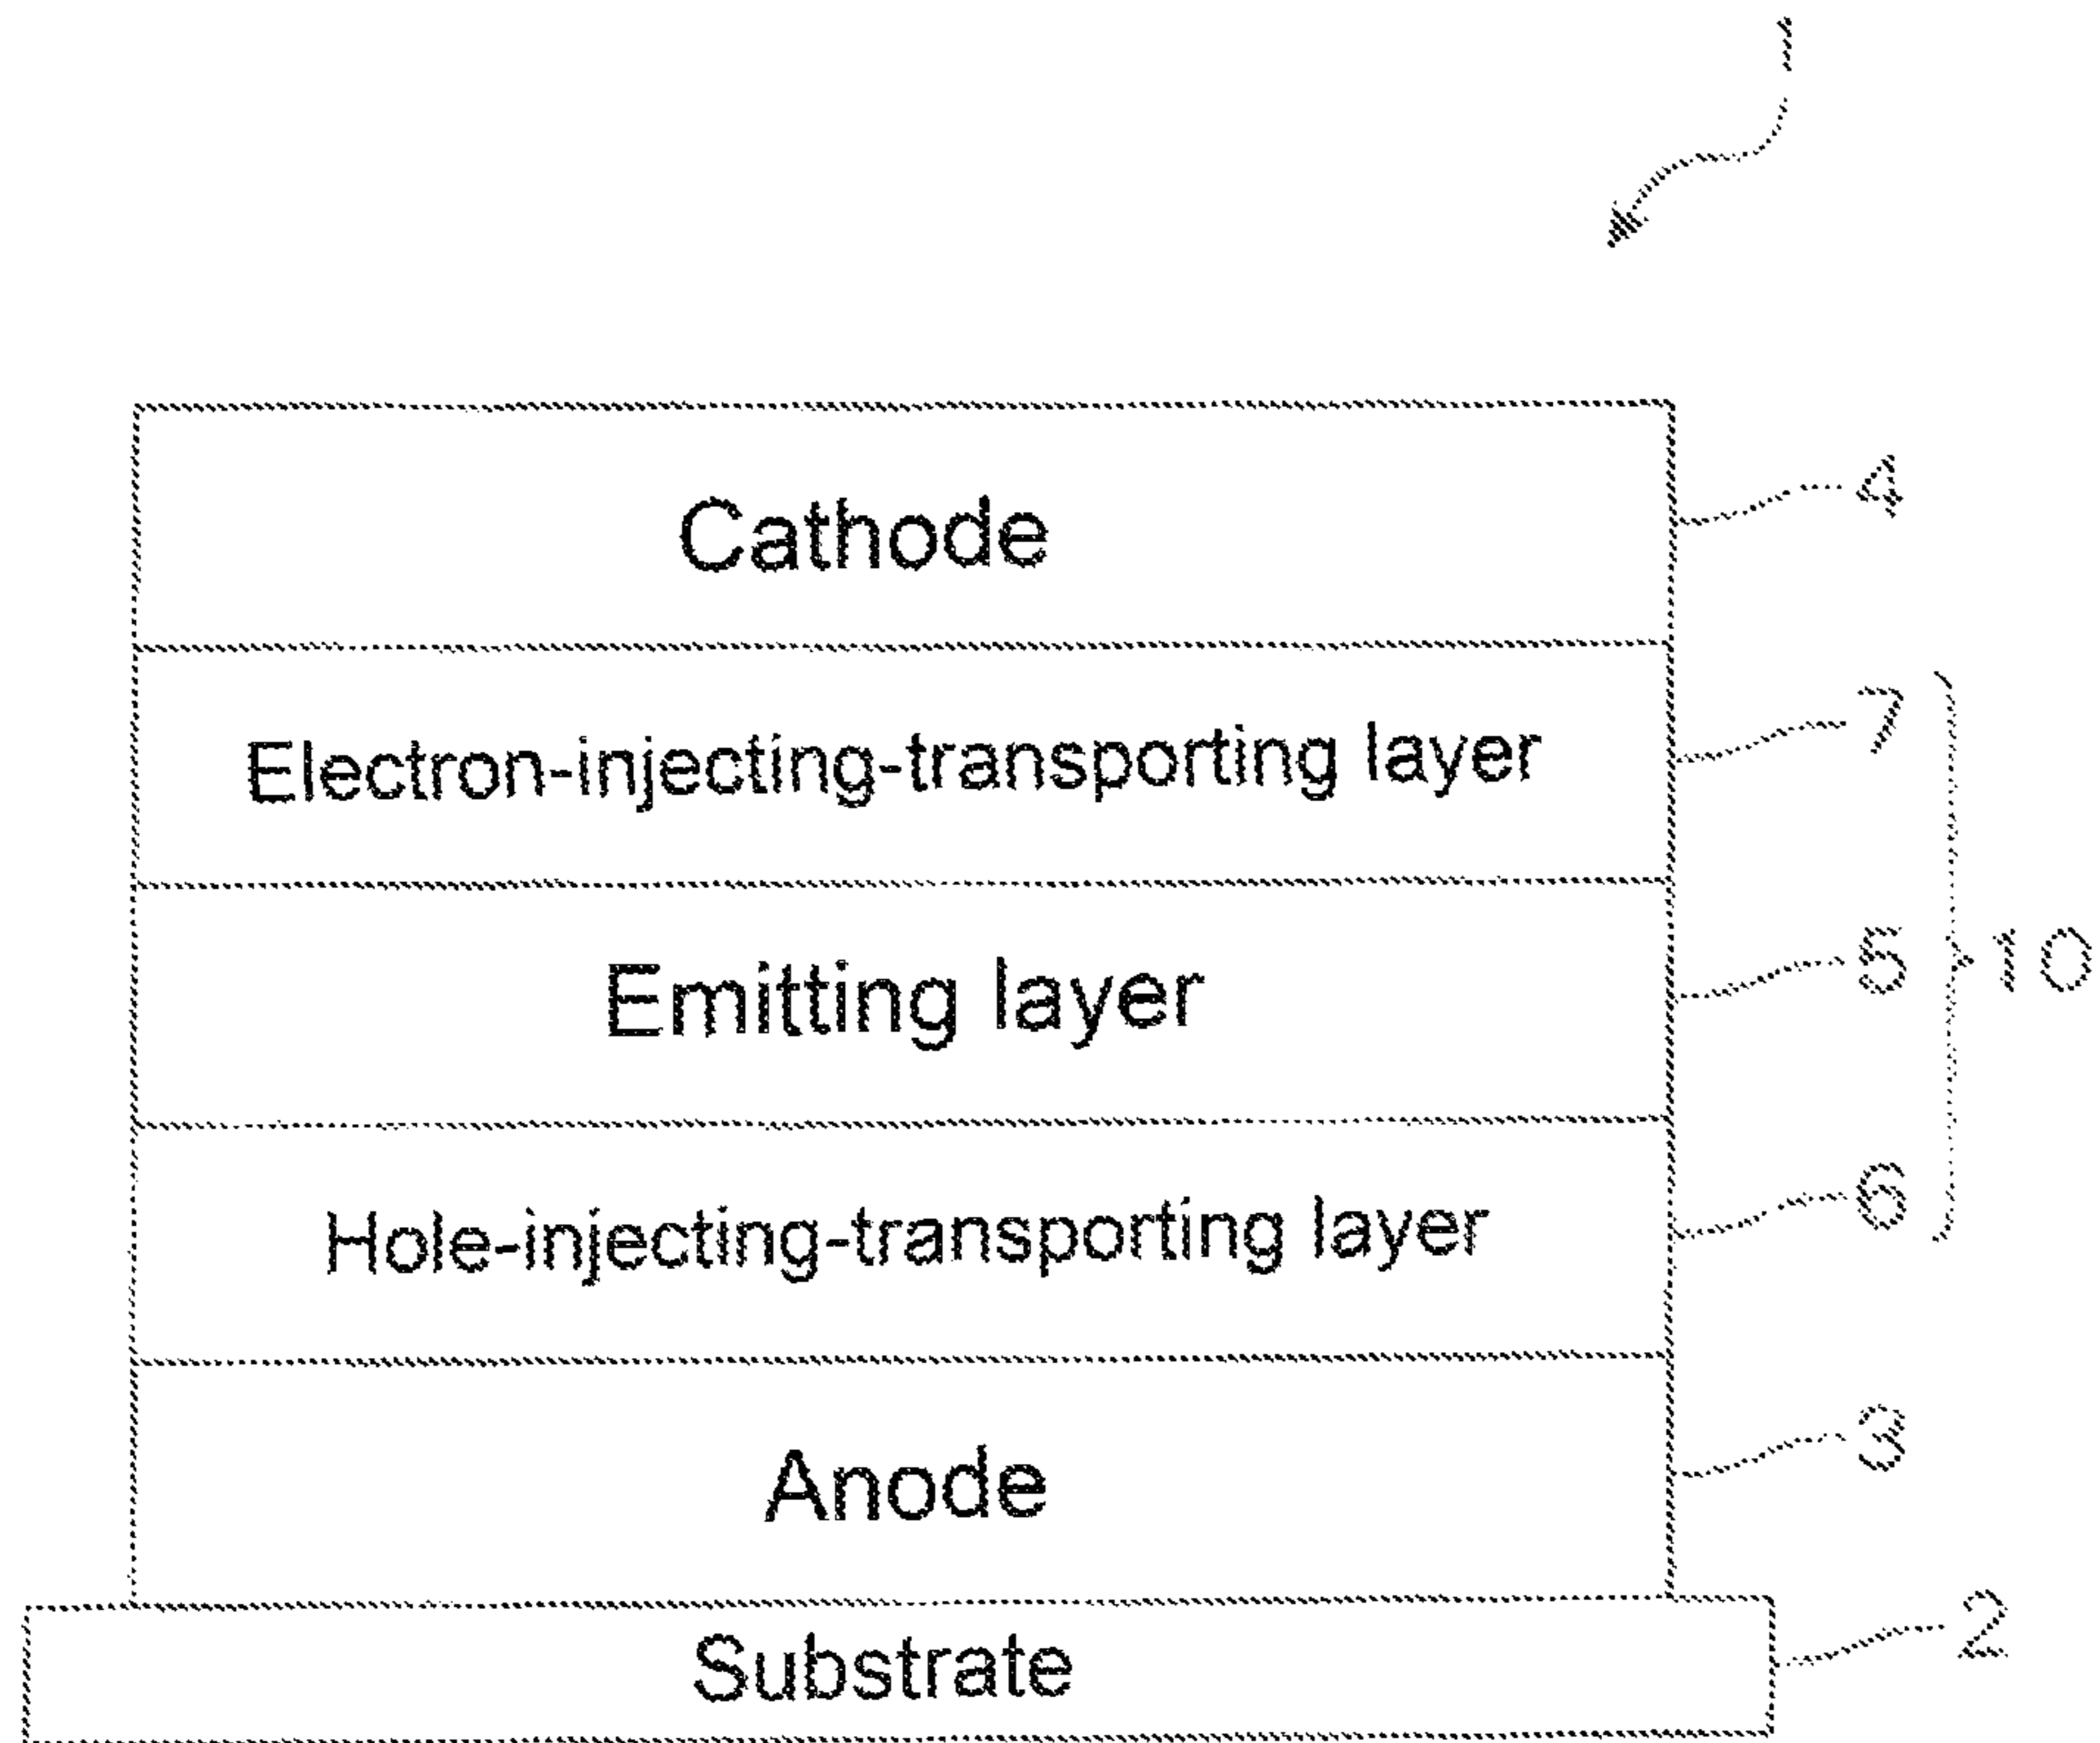 1
Cathode 4
Electron-injecting-transporting layer 7
Emitting layer 5 10
Hole-injecting-transporting layer 6
Anode 3
Substrate 2